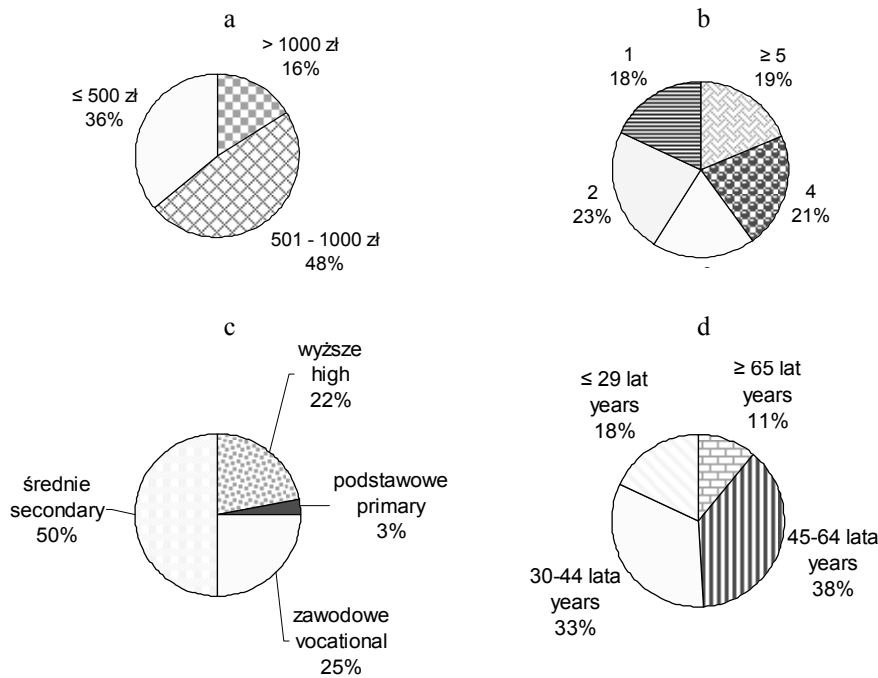 a
> 1000 zł
16%
≤ 500 zł
36%
501 - 1000 zł
48%
b
1
18%
≥ 5
19%
2
23%
4
21%
c
wyższe
high
22%
średnie
secondary
50%
podstawowe
primary
3%
zawodowe
vocational
25%
d
≤ 29 lat
years
18%
≥ 65 lat
years
11%
30-44 lata
years
33%
45-64 lata
years
38%